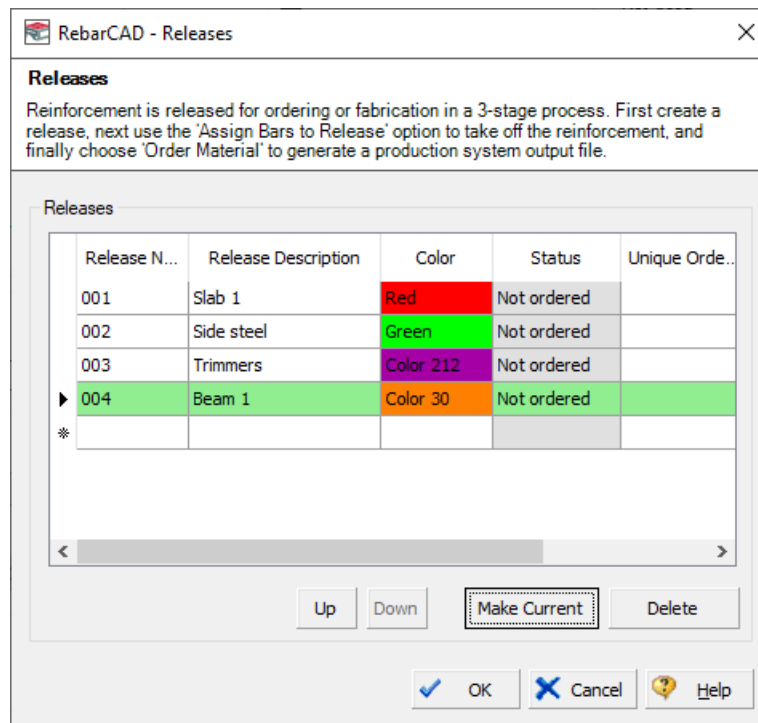 RebarCAD - Releases
Releases
Reinforcement is released for ordering or fabrication in a 3-stage process. First create a
release, next use the 'Assign Bars to Release' option to take off the reinforcement, and
finally choose 'Order Material' to generate a production system output file.
Releases
Release N... Release Description Color Status Unique Orde..
001 Slab 1 Red Not ordered
002 Side steel Green Not ordered
003 Trimmers Color 212 Not ordered
004 Beam 1 Color 30 Not ordered
Up Down Make Current Delete
OK Cancel Help